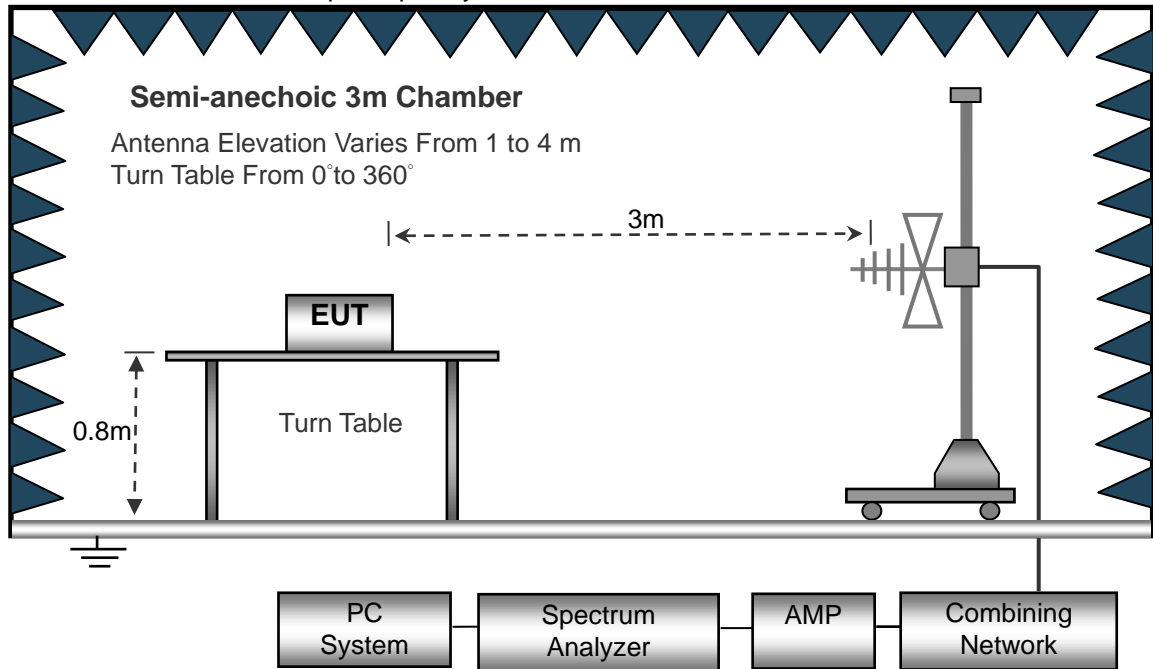 Semi-anechoic 3m Chamber
Antenna Elevation Varies From 1 to 4 m
Turn Table From 0°to 360°
3m
EUT
0.8m
Turn Table
PC
System
Spectrum
Analyzer
AMP
Combining
Network